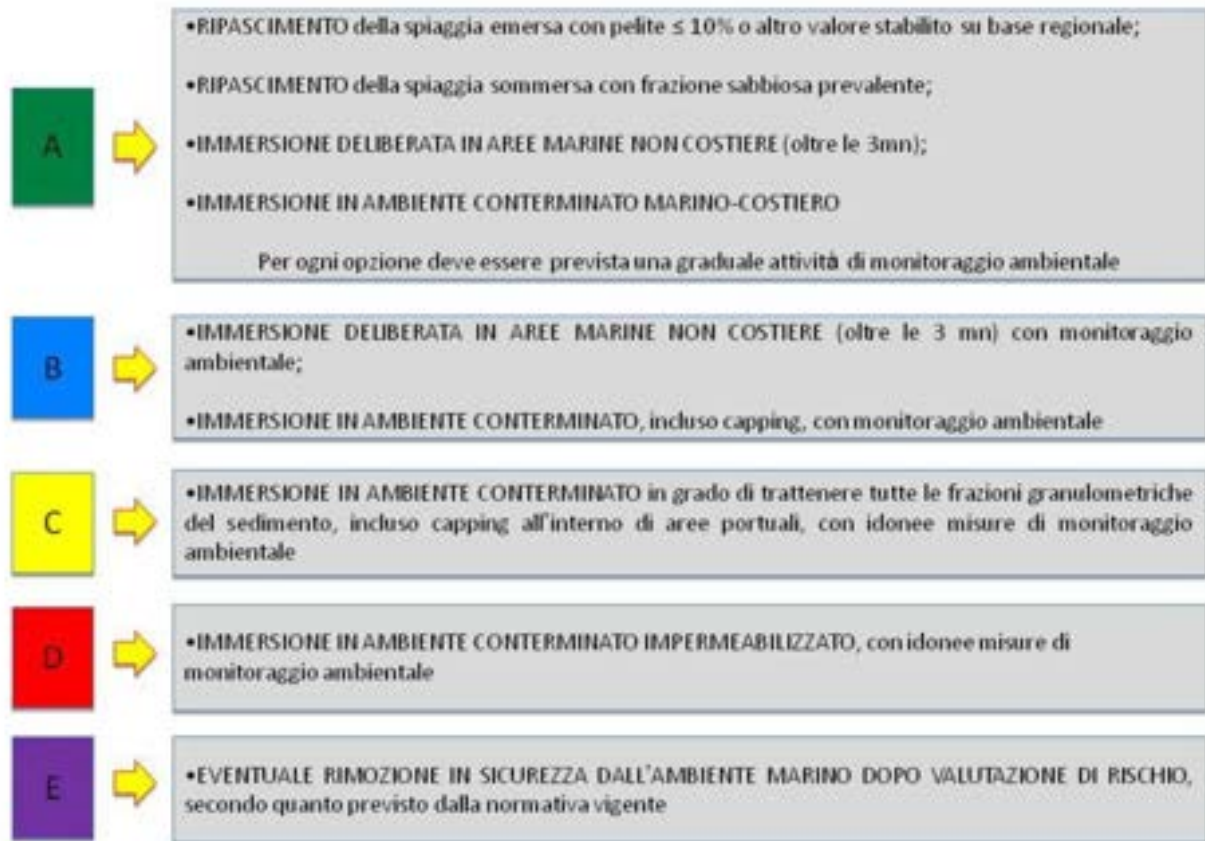 •RIPASCIMENTO della spiaggia emersa con pelite ≤ 10% o altro valore stabilito su base regionale;
•RIPASCIMENTO della spiaggia sommersa con frazione sabbiosa prevalente;
A
•IMMERSIONE DELIBERATA IN AREE MARINE NON COSTIERE (oltre le 3mn);
•IMMERSIONE IN AMBIENTE CONTERMINATO MARINO-COSTIERO
Per ogni opzione deve essere prevista una graduale attività di monitoraggio ambientale
B
•IMMERSIONE DELIBERATA IN AREE MARINE NON COSTIERE (oltre le 3 mn) con monitoraggio
ambientale;
•IMMERSIONE IN AMBIENTE CONTERMINATO, incluso capping, con monitoraggio ambientale
C
•IMMERSIONE IN AMBIENTE CONTERMINATO in grado di trattenere tutte le frazioni granulometriche
del sedimento, incluso capping all'interno di aree portuali, con idonee misure di monitoraggio
ambientale
D
•IMMERSIONE IN AMBIENTE CONTERMINATO IMPERMEABILIZZATO, con idonee misure di
monitoraggio ambientale
E
•EVENTUALE RIMOZIONE IN SICUREZZA DALL'AMBIENTE MARINO DOPO VALUTAZIONE DI RISCHIO,
secondo quanto previsto dalla normativa vigente